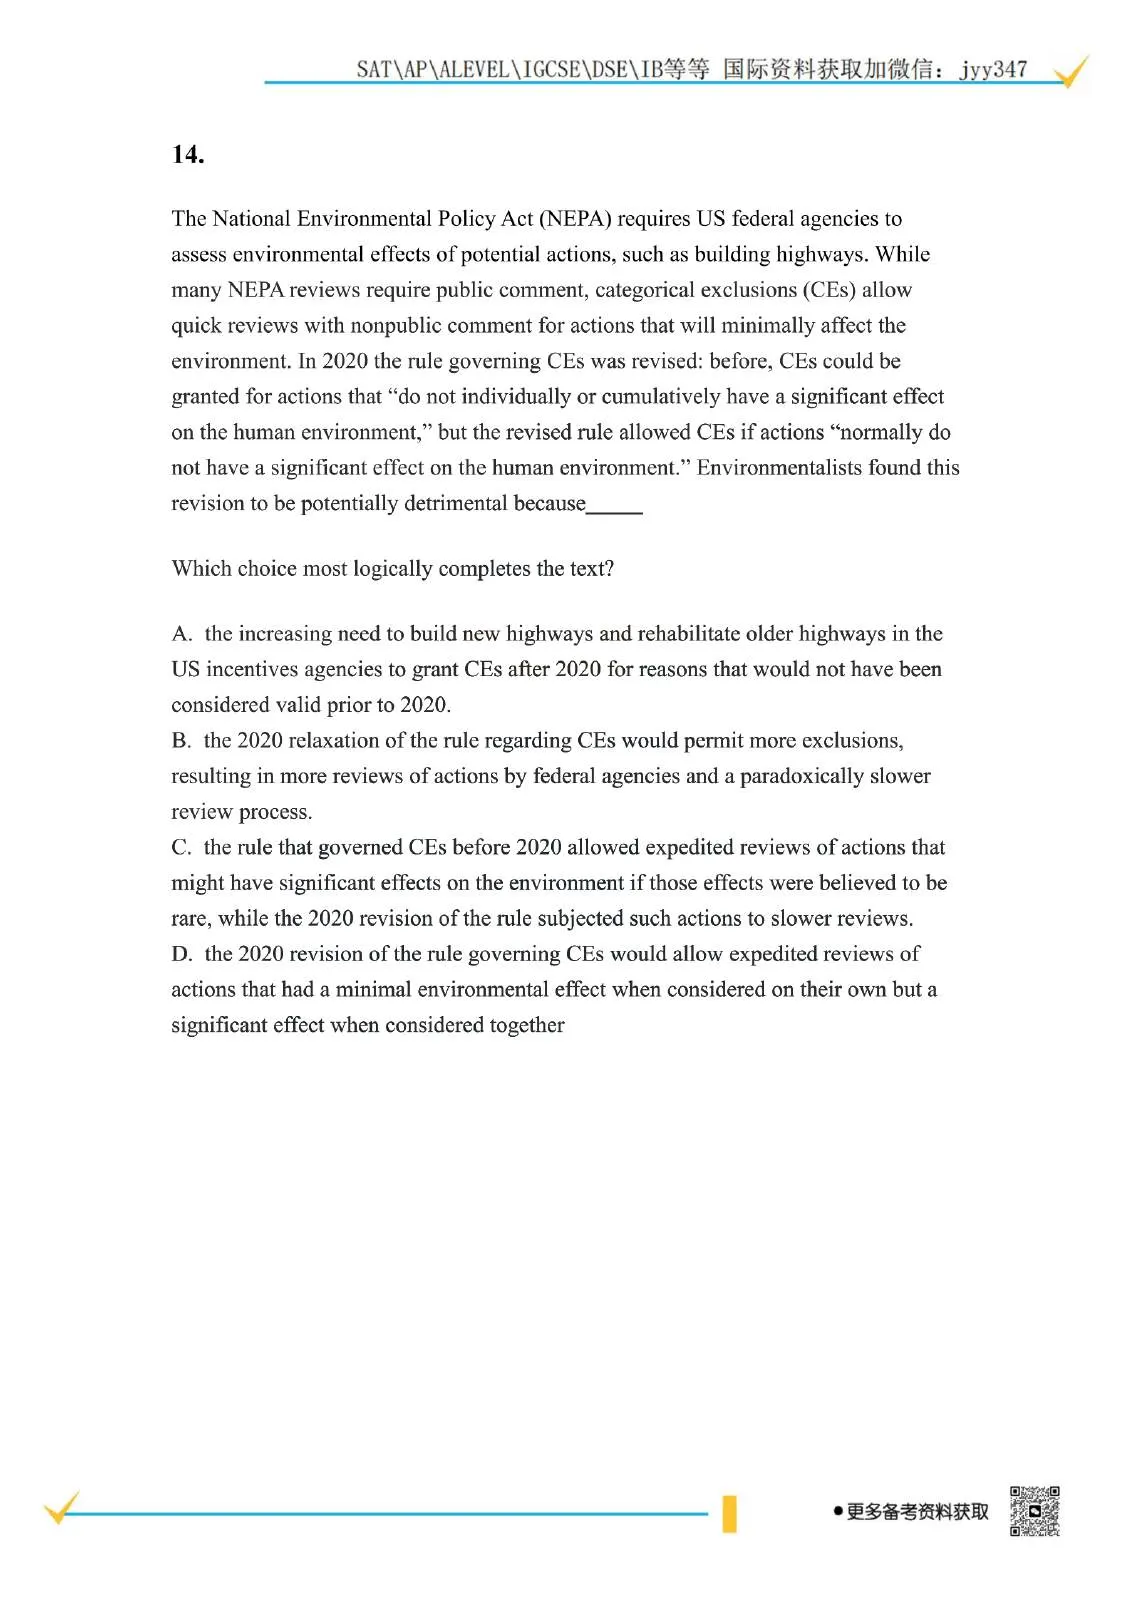 SAT\AP\ALEVEL\IGCSE\DSE\IB等等 国际资料获取加微信：jyy347
14.
The National Environmental Policy Act (NEPA) requires US federal agencies to
assess environmental effects of potential actions, such as building highways. While
many NEPA reviews require public comment, categorical exclusions (CEs) allow
quick reviews with nonpublic comment for actions that will minimally affect the
environment. In 2020 the rule governing CEs was revised: before, CEs could be
granted for actions that “do not individually or cumulatively have a significant effect
on the human environment,” but the revised rule allowed CEs if actions “normally do
not have a significant effect on the human environment.” Environmentalists found this
revision to be potentially detrimental because_____
Which choice most logically completes the text?
A. the increasing need to build new highways and rehabilitate older highways in the
US incentives agencies to grant CEs after 2020 for reasons that would not have been
considered valid prior to 2020.
B. the 2020 relaxation of the rule regarding CEs would permit more exclusions,
resulting in more reviews of actions by federal agencies and a paradoxically slower
review process.
C. the rule that governed CEs before 2020 allowed expedited reviews of actions that
might have significant effects on the environment if those effects were believed to be
rare, while the 2020 revision of the rule subjected such actions to slower reviews.
D. the 2020 revision of the rule governing CEs would allow expedited reviews of
actions that had a minimal environmental effect when considered on their own but a
significant effect when considered together
●更多备考资料获取